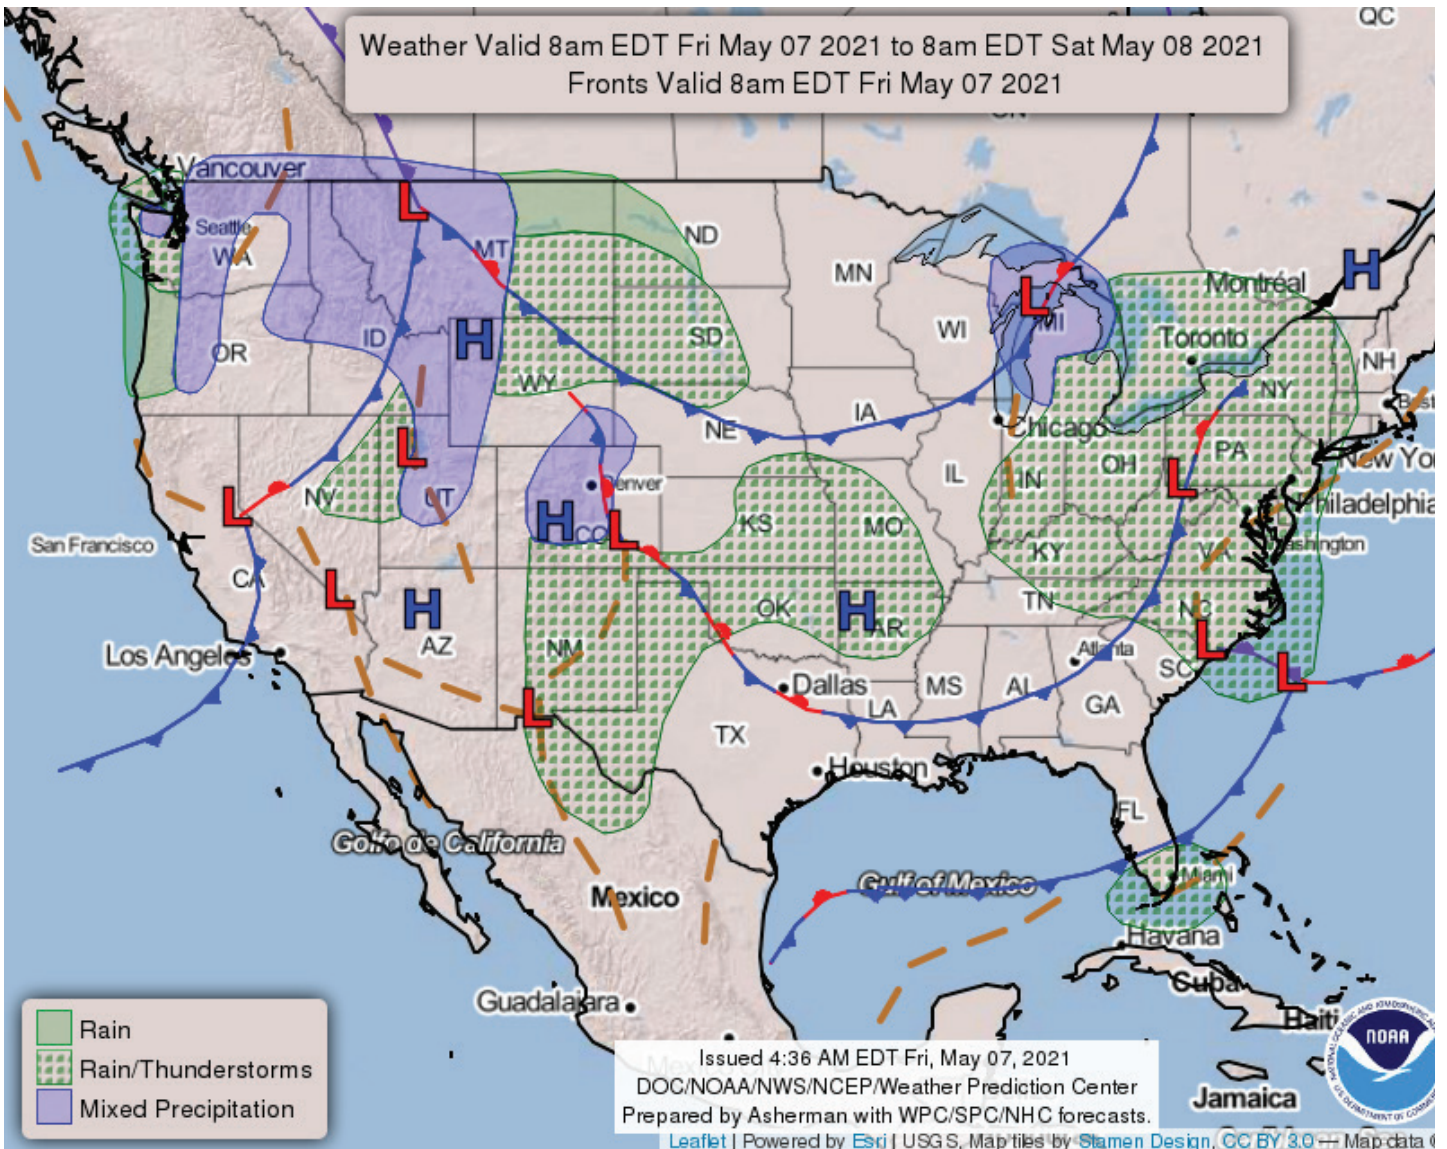 QC
Weather Valid 8am EDT Fri May 07 2021 to 8am EDT Sat May 08 2021
Fronts Valid 8am EDT Fri May 07 2021
Vancouver
L
Seattle
WA
MT
ND
MN
Montréal
H
L
WI
MI
Toronto
NH
OR
ID
H
SD
WY
NY
IA
NE
Chicago
L
NV
UT
Denver
IL
IN
OH
PA
L
New Yo
L
H
CO
L
KS
MO
Philadelphia
San Francisco
KY
VA
Washington
CA
L
H
AZ
OK
H
AR
TN
NC
L
Los Angeles
NM
Atlanta
SC
L
Dallas
MS
AL
GA
L
LA
TX
Houston
FL
Golfo de California
Gulf of Mexico
Miami
Mexico
Havana
Cuba
Guadalajara
Haiti
NOAA
Rain
Rain/Thunderstorms
Mixed Precipitation
Issued 4:36 AM EDT Fri, May 07, 2021
DOC/NOAA/NWS/NCEP/Weather Prediction Center
Prepared by Asherman with WPC/SPC/NHC forecasts.
Jamaica
Leaflet | Powered by Esri | USGS, Map tiles by Stamen Design, CC BY 3.0 — Map data ©